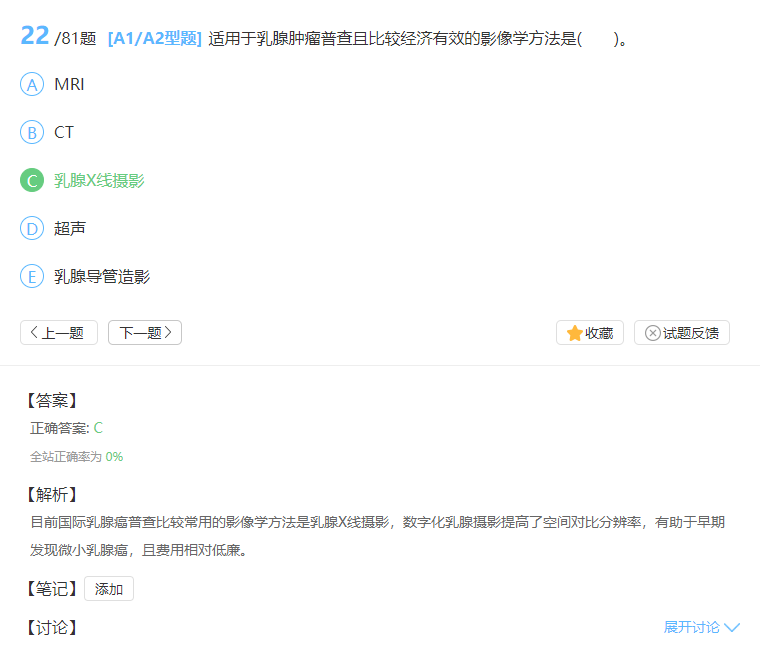 22 /81题 [A1/A2型题] 适用于乳腺肿瘤普查且比较经济有效的影像学方法是(　　)。
A MRI
B CT
C 乳腺X线摄影
D 超声
E 乳腺导管造影
上一题 下一题 收藏 试题反馈
【答案】
正确答案: C
全站正确率为 0%
【解析】
目前国际乳腺癌普查比较常用的影像学方法是乳腺X线摄影，数字化乳腺摄影提高了空间对比分辨率，有助于早期
发现微小乳腺癌，且费用相对低廉。
【笔记】 添加
【讨论】 展开讨论